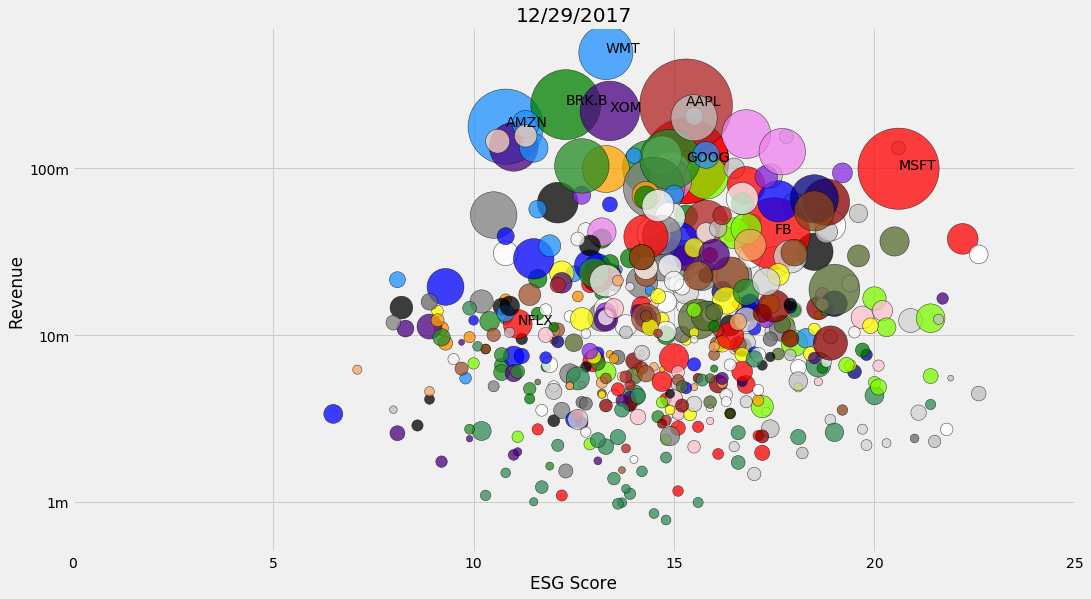 12/29/2017
WMT
BRK.B
XOM
AAPL
AMZN
GOOG
MSFT
FB
NFLX
Revenue
100m
10m
1m
0
5
10
15
20
25
ESG Score